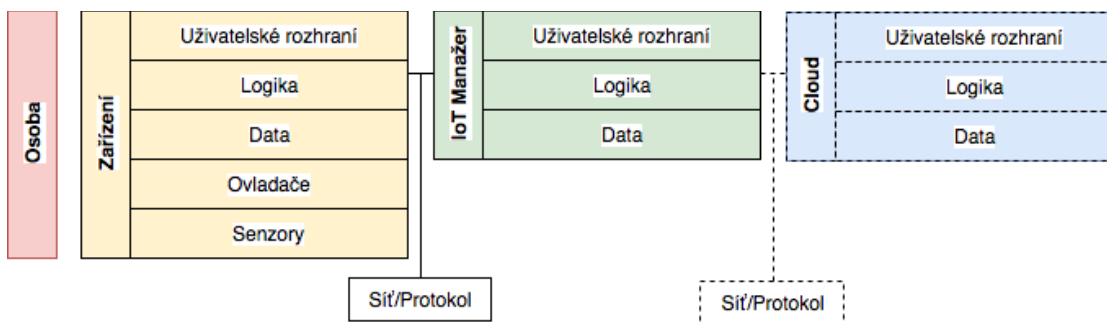 Osoba
Zařízení
Uživatelské rozhraní
Logika
Data
Ovladače
Senzory
Síť/Protokol
IoT Manažer
Uživatelské rozhraní
Logika
Data
Síť/Protokol
Cloud
Uživatelské rozhraní
Logika
Data